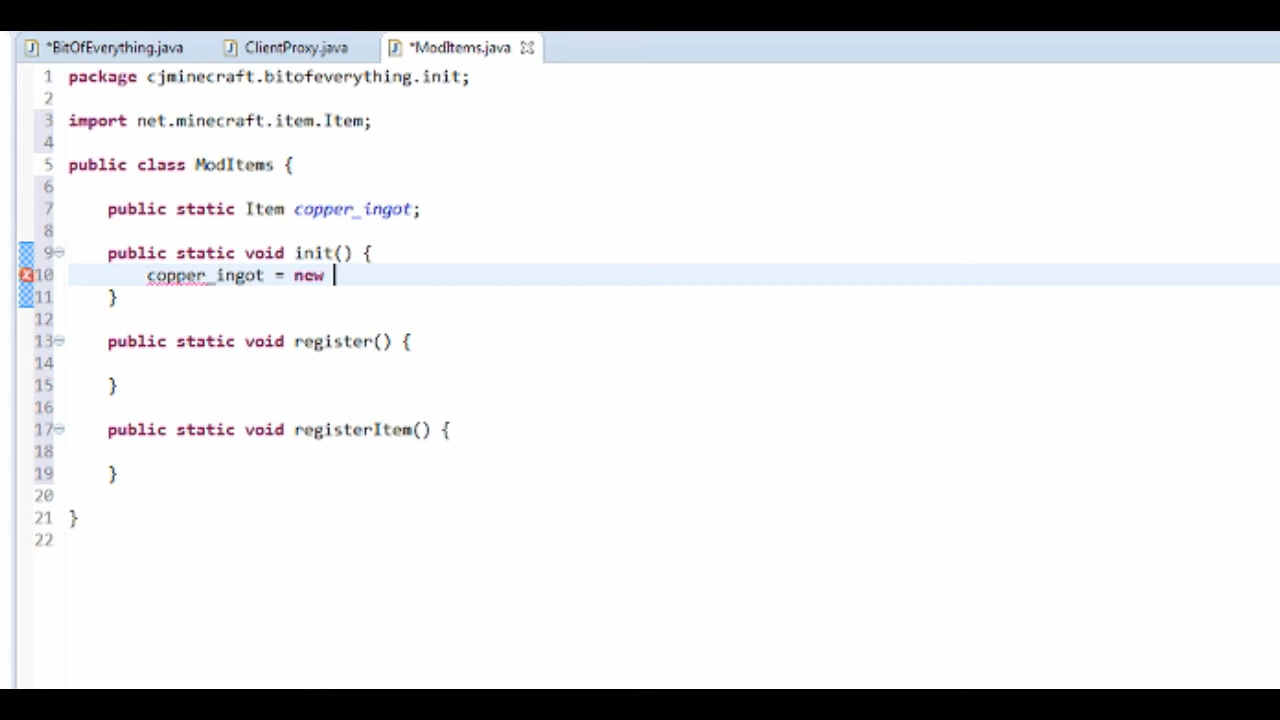 *BitOfEverything.java ClientProxy.java *ModItems.java
1 package cjminecraft.bitofeverything.init;
2
3 import net.minecraft.item.Item;
4
5 public class ModItems {
6
7 public static Item copper_ingot;
8
9 public static void init() {
10 copper_ingot = new
11 }
12
13 public static void register() {
14
15 }
16
17 public static void registerItem() {
18
19 }
20
21 }
22